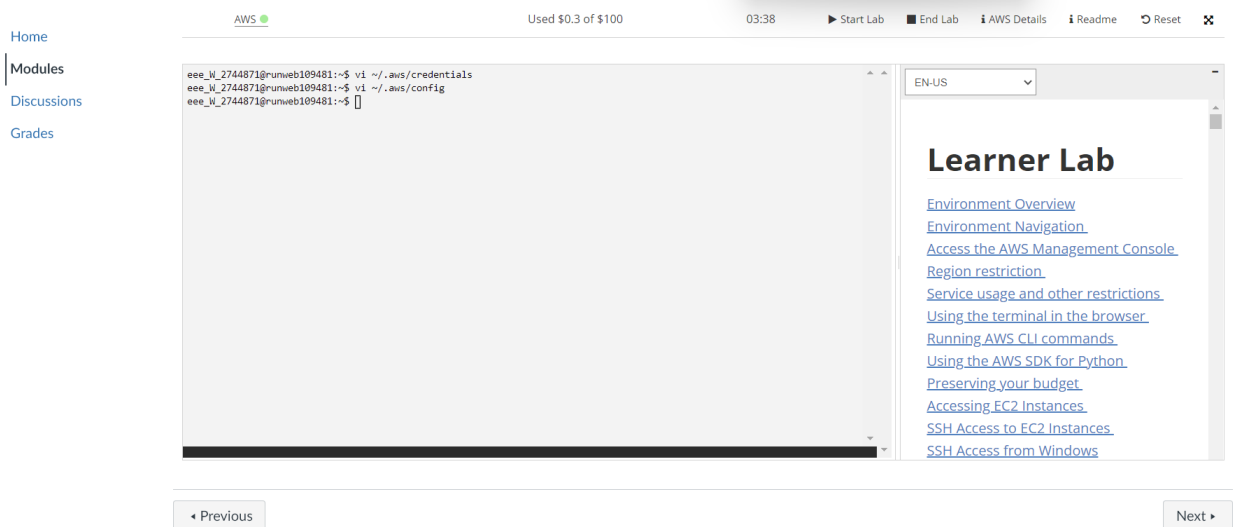 AWS
Used $0.3 of $100
03:38
Start Lab
End Lab
AWS Details
Readme
Reset
Home
Modules
Discussions
Grades
eee_W_2744871@runweb109481:~$ vi ~/.aws/credentials
eee_W_2744871@runweb109481:~$ vi ~/.aws/config
eee_W_2744871@runweb109481:~$
EN-US
Learner Lab
Environment Overview
Environment Navigation
Access the AWS Management Console
Region restriction
Service usage and other restrictions
Using the terminal in the browser
Running AWS CLI commands
Using the AWS SDK for Python
Preserving your budget
Accessing EC2 Instances
SSH Access to EC2 Instances
SSH Access from Windows
Previous
Next